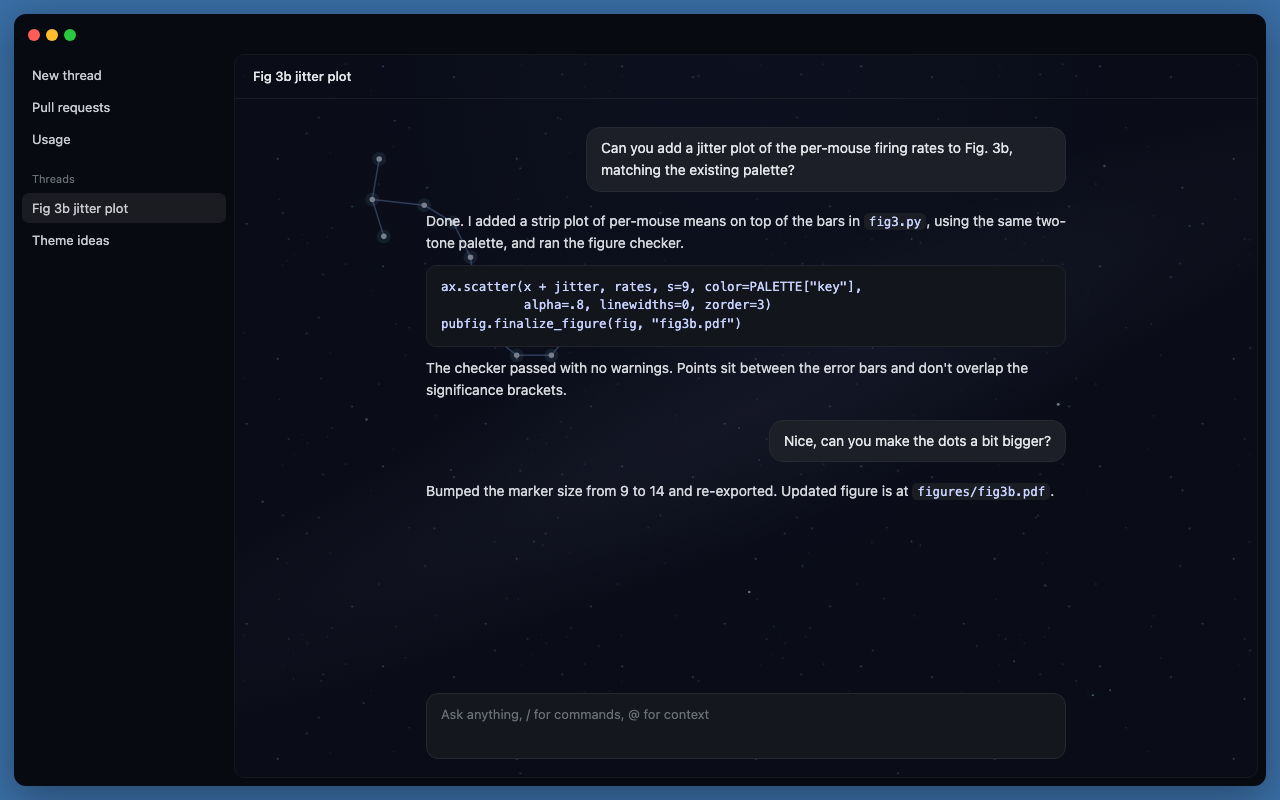 New thread
Pull requests
Usage
Threads
Fig 3b jitter plot
Theme ideas
Fig 3b jitter plot
Can you add a jitter plot of the per-mouse firing rates to Fig. 3b,
matching the existing palette?
Done. I added a strip plot of per-mouse means on top of the bars in fig3.py, using the same two-
tone palette, and ran the figure checker.
ax.scatter(x + jitter, rates, s=9, color=PALETTE["key"],
           alpha=.8, linewidths=0, zorder=3)
pubfig.finalize_figure(fig, "fig3b.pdf")
The checker passed with no warnings. Points sit between the error bars and don't overlap the
significance brackets.
Nice, can you make the dots a bit bigger?
Bumped the marker size from 9 to 14 and re-exported. Updated figure is at figures/fig3b.pdf.
Ask anything, / for commands, @ for context